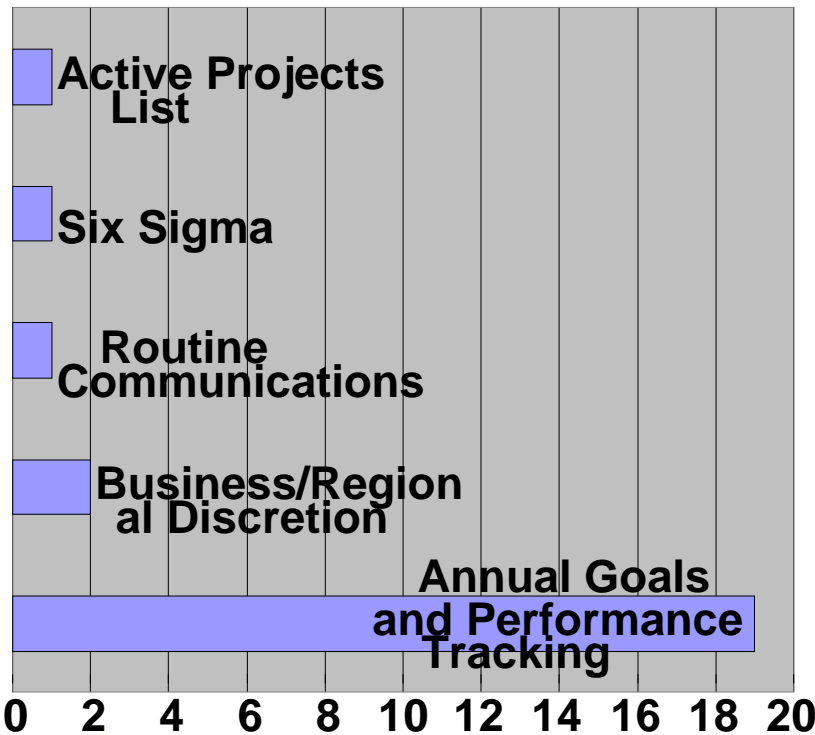 Active Projects
List
Six Sigma
Routine
Communications
Business/Region
al Discretion
Annual Goals
and Performance
Tracking
0 2 4 6 8 10 12 14 16 18 20